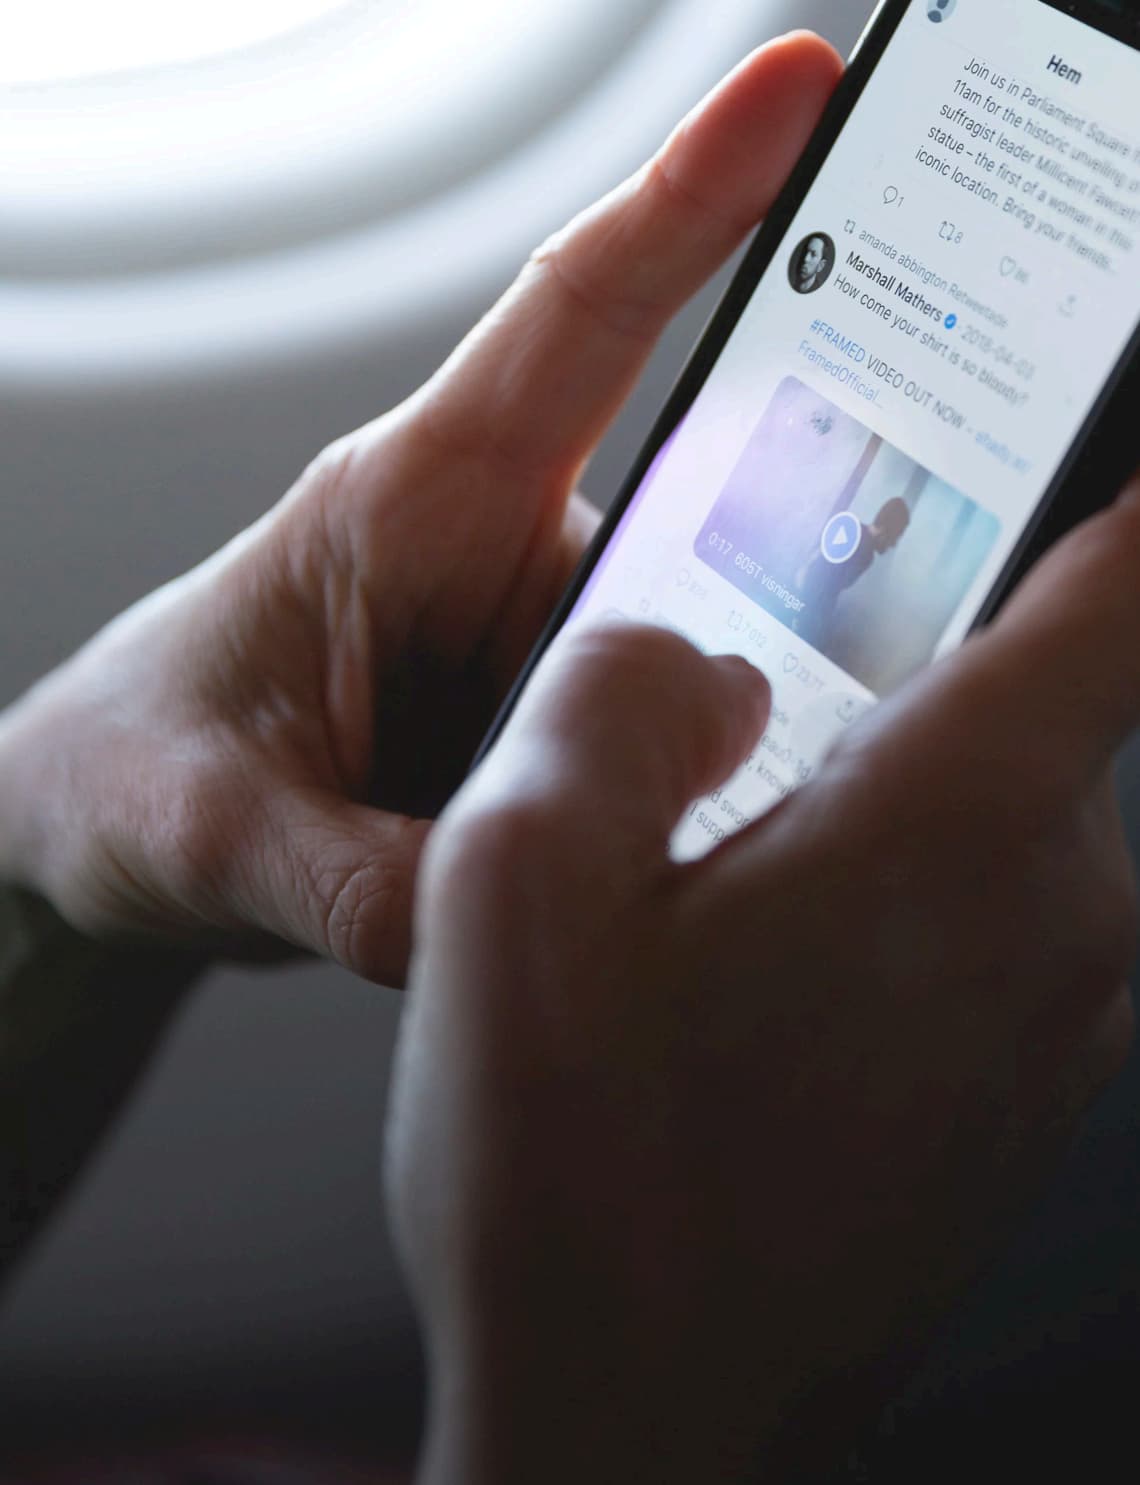 Hem
Join us in Parliament Square
11am for the historic unveiling of
suffragist leader Millicent Fawcett
statue – the first of a woman in this
iconic location. Bring your friends...
1
8
amanda abbington Retweetade
Marshall Mathers · 2018-04-03
How come your shirt is so bloody?
#FRAMED VIDEO OUT NOW -
FramedOfficial...
0:17 605T visningar
7 012